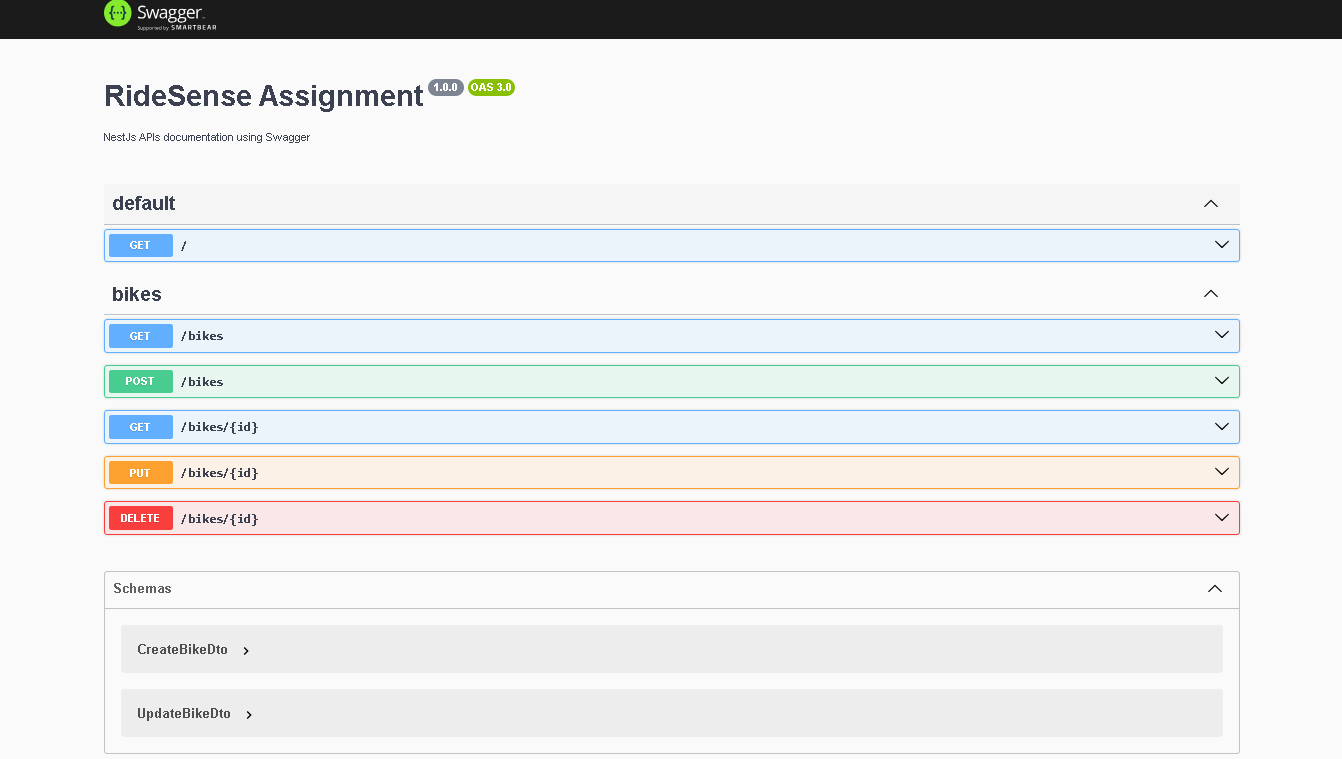 Swagger
Supported by SMARTBEAR
RideSense Assignment 1.0.0 OAS 3.0
NestJs APIs documentation using Swagger
default
GET /
bikes
GET /bikes
POST /bikes
GET /bikes/{id}
PUT /bikes/{id}
DELETE /bikes/{id}
Schemas
CreateBikeDto
UpdateBikeDto